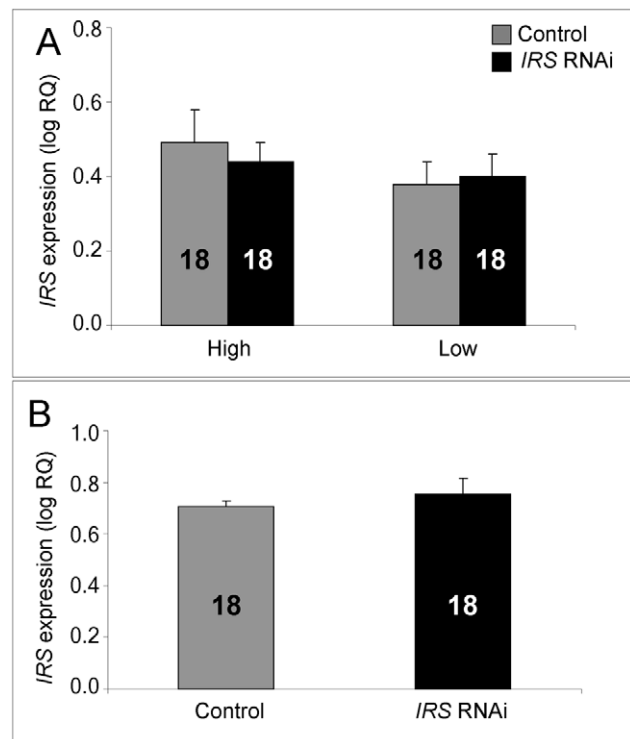 A
Control
IRS RNAi
IRS expression (log RQ)
0.8
0.6
0.4
0.2
0.0
18
18
18
18
High
Low
B
IRS expression (log RQ)
1.0
0.8
0.6
0.4
0.2
0.0
18
18
Control
IRS RNAi